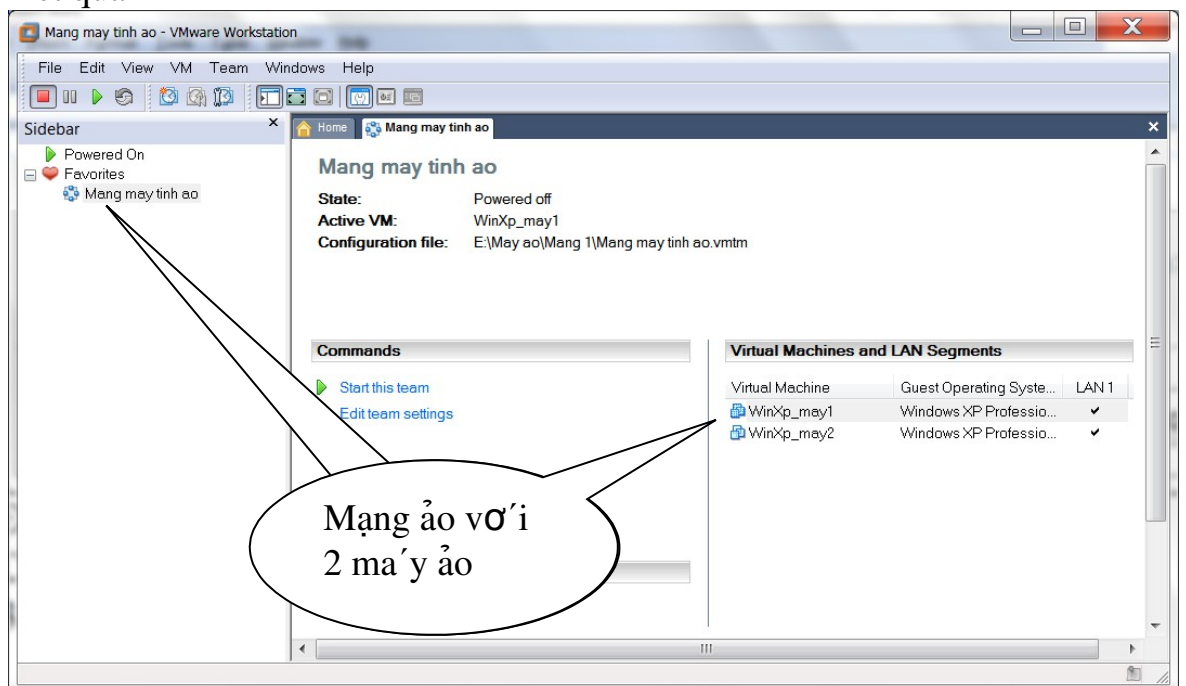 Mang may tinh ao - VMware Workstation
File Edit View VM Team Windows Help
Sidebar
Home Mang may tinh ao
Powered On
Favorites
Mang may tinh ao
Mang may tinh ao
State: Powered off
Active VM: WinXp_may1
Configuration file: E:\May ao\Mang 1\Mang may tinh ao.vmtm
Commands
Start this team
Edit team settings
Virtual Machines and LAN Segments
Virtual Machine Guest Operating Syste... LAN 1
WinXp_may1 Windows XP Professio... ✔
WinXp_may2 Windows XP Professio... ✔
Mạng ảo với
2 máy ảo